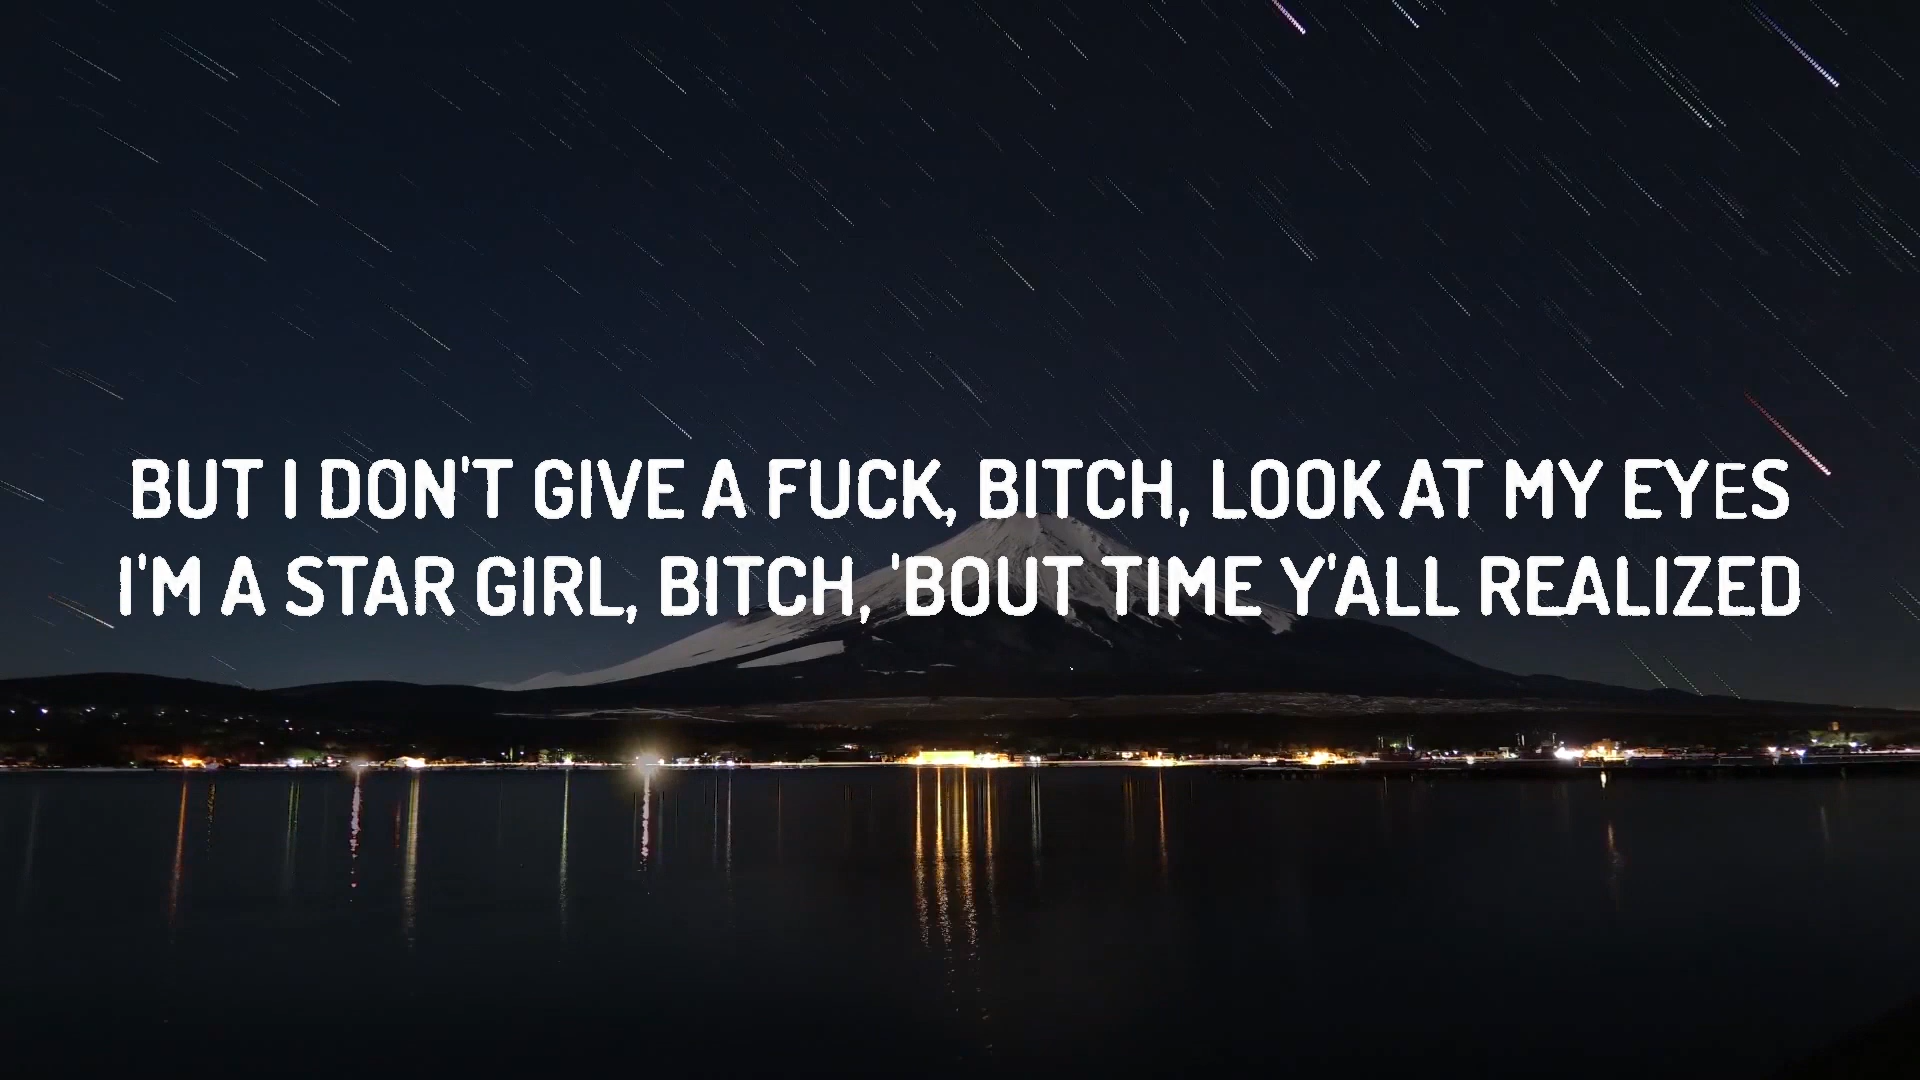 BUT I DON'T GIVE A FUCK, BITCH, LOOK AT MY EYES
I'M A STAR GIRL, BITCH, 'BOUT TIME Y'ALL REALIZED